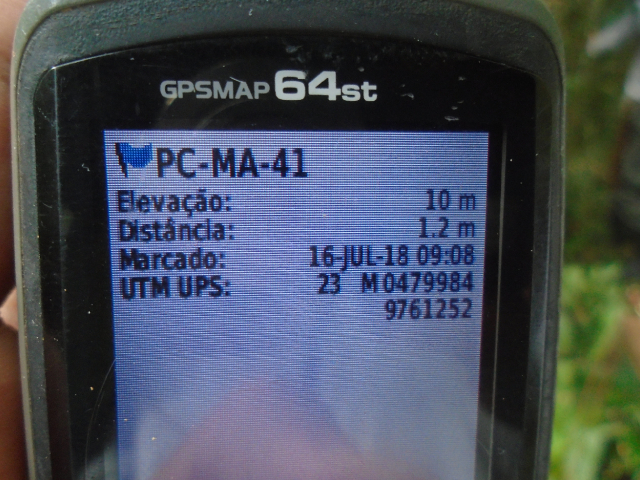 GPSMAP 64st
PC-MA-41
Elevação: 10 m
Distância: 1.2 m
Marcado: 16-JUL-18 09:08
UTM UPS: 23 M 0479984
9761252